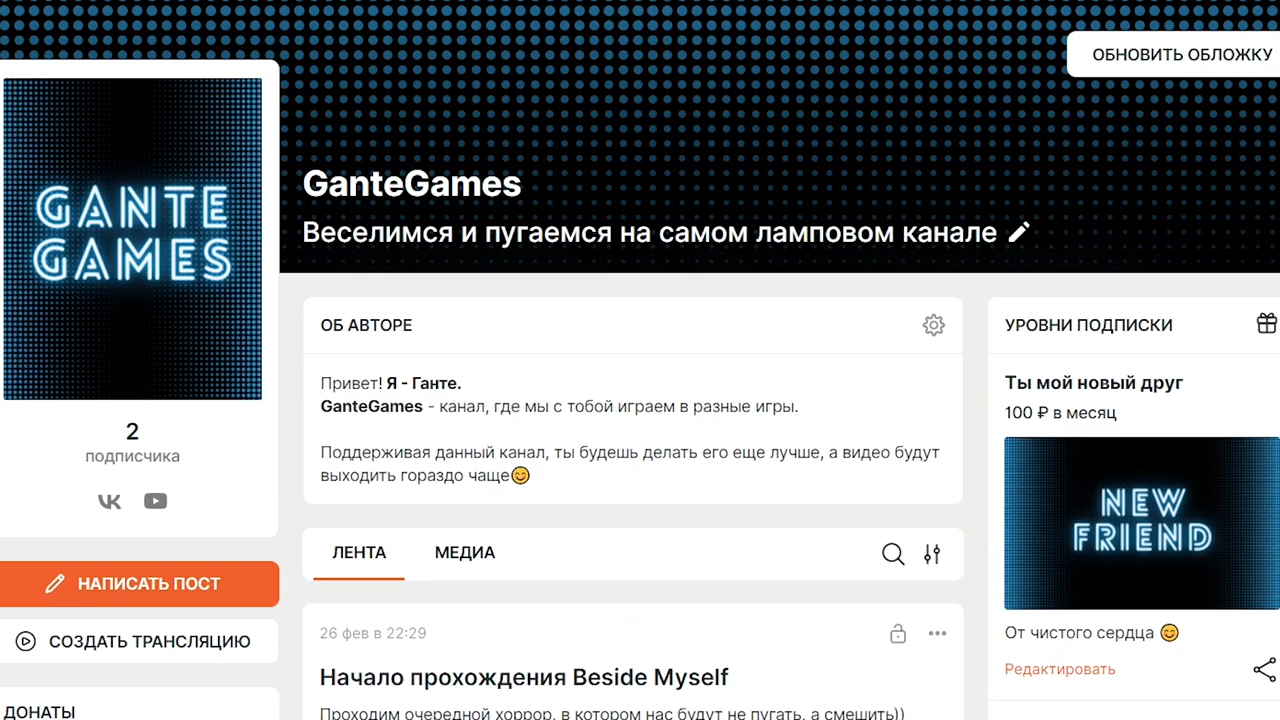 ОБНОВИТЬ ОБЛОЖКУ
GANTE
GAMES
GanteGames
Веселимся и пугаемся на самом ламповом канале
2
подписчика
НАПИСАТЬ ПОСТ
СОЗДАТЬ ТРАНСЛЯЦИЮ
ДОНАТЫ
ОБ АВТОРЕ
Привет! Я - Ганте.
GanteGames - канал, где мы с тобой играем в разные игры.
Поддерживая данный канал, ты будешь делать его еще лучше, а видео будут
выходить гораздо чаще😊
ЛЕНТА МЕДИА
26 фев в 22:29
Начало прохождения Beside Myself
Проходим очередной хоррор, в котором нас будут не пугать, а смешить))
УРОВНИ ПОДПИСКИ
Ты мой новый друг
100 ₽ в месяц
NEW
FRIEND
От чистого сердца 😊
Редактировать